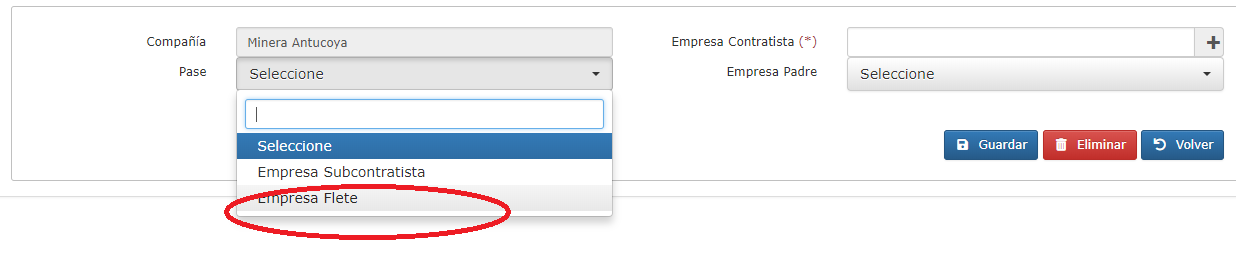 Compañía
Minera Antucoya
Empresa Contratista (*)
Pase
Seleccione
Empresa Padre
Seleccione
Seleccione
Empresa Subcontratista
Empresa Flete
Guardar
Eliminar
Volver